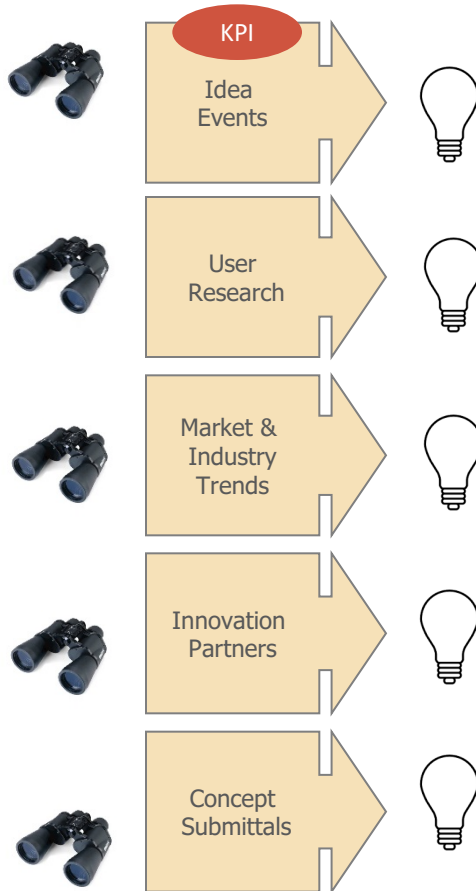 KPI
Idea
Events
User
Research
Market &
Industry
Trends
Innovation
Partners
Concept
Submittals